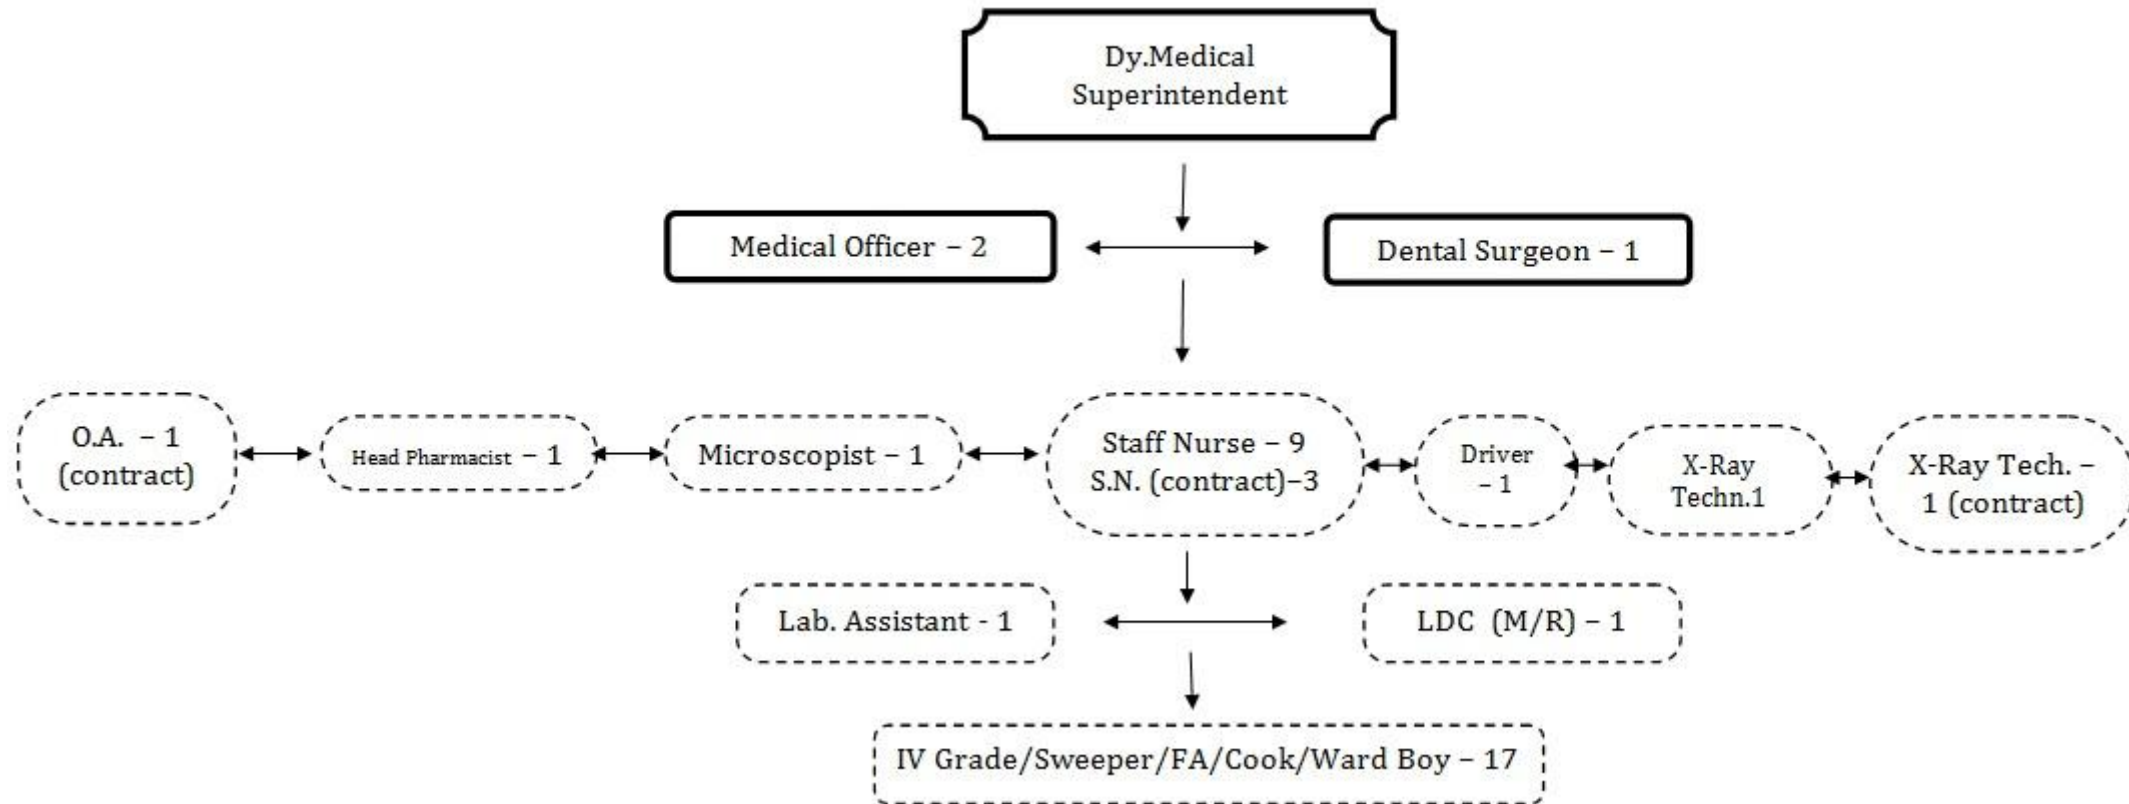 Dy.Medical
Superintendent
Medical Officer – 2
Dental Surgeon – 1
O.A. – 1
(contract)
Head Pharmacist – 1
Microscopist – 1
Staff Nurse – 9
S.N. (contract)–3
Driver
– 1
X-Ray
Techn.1
X-Ray Tech. –
1 (contract)
Lab. Assistant - 1
LDC (M/R) – 1
IV Grade/Sweeper/FA/Cook/Ward Boy – 17